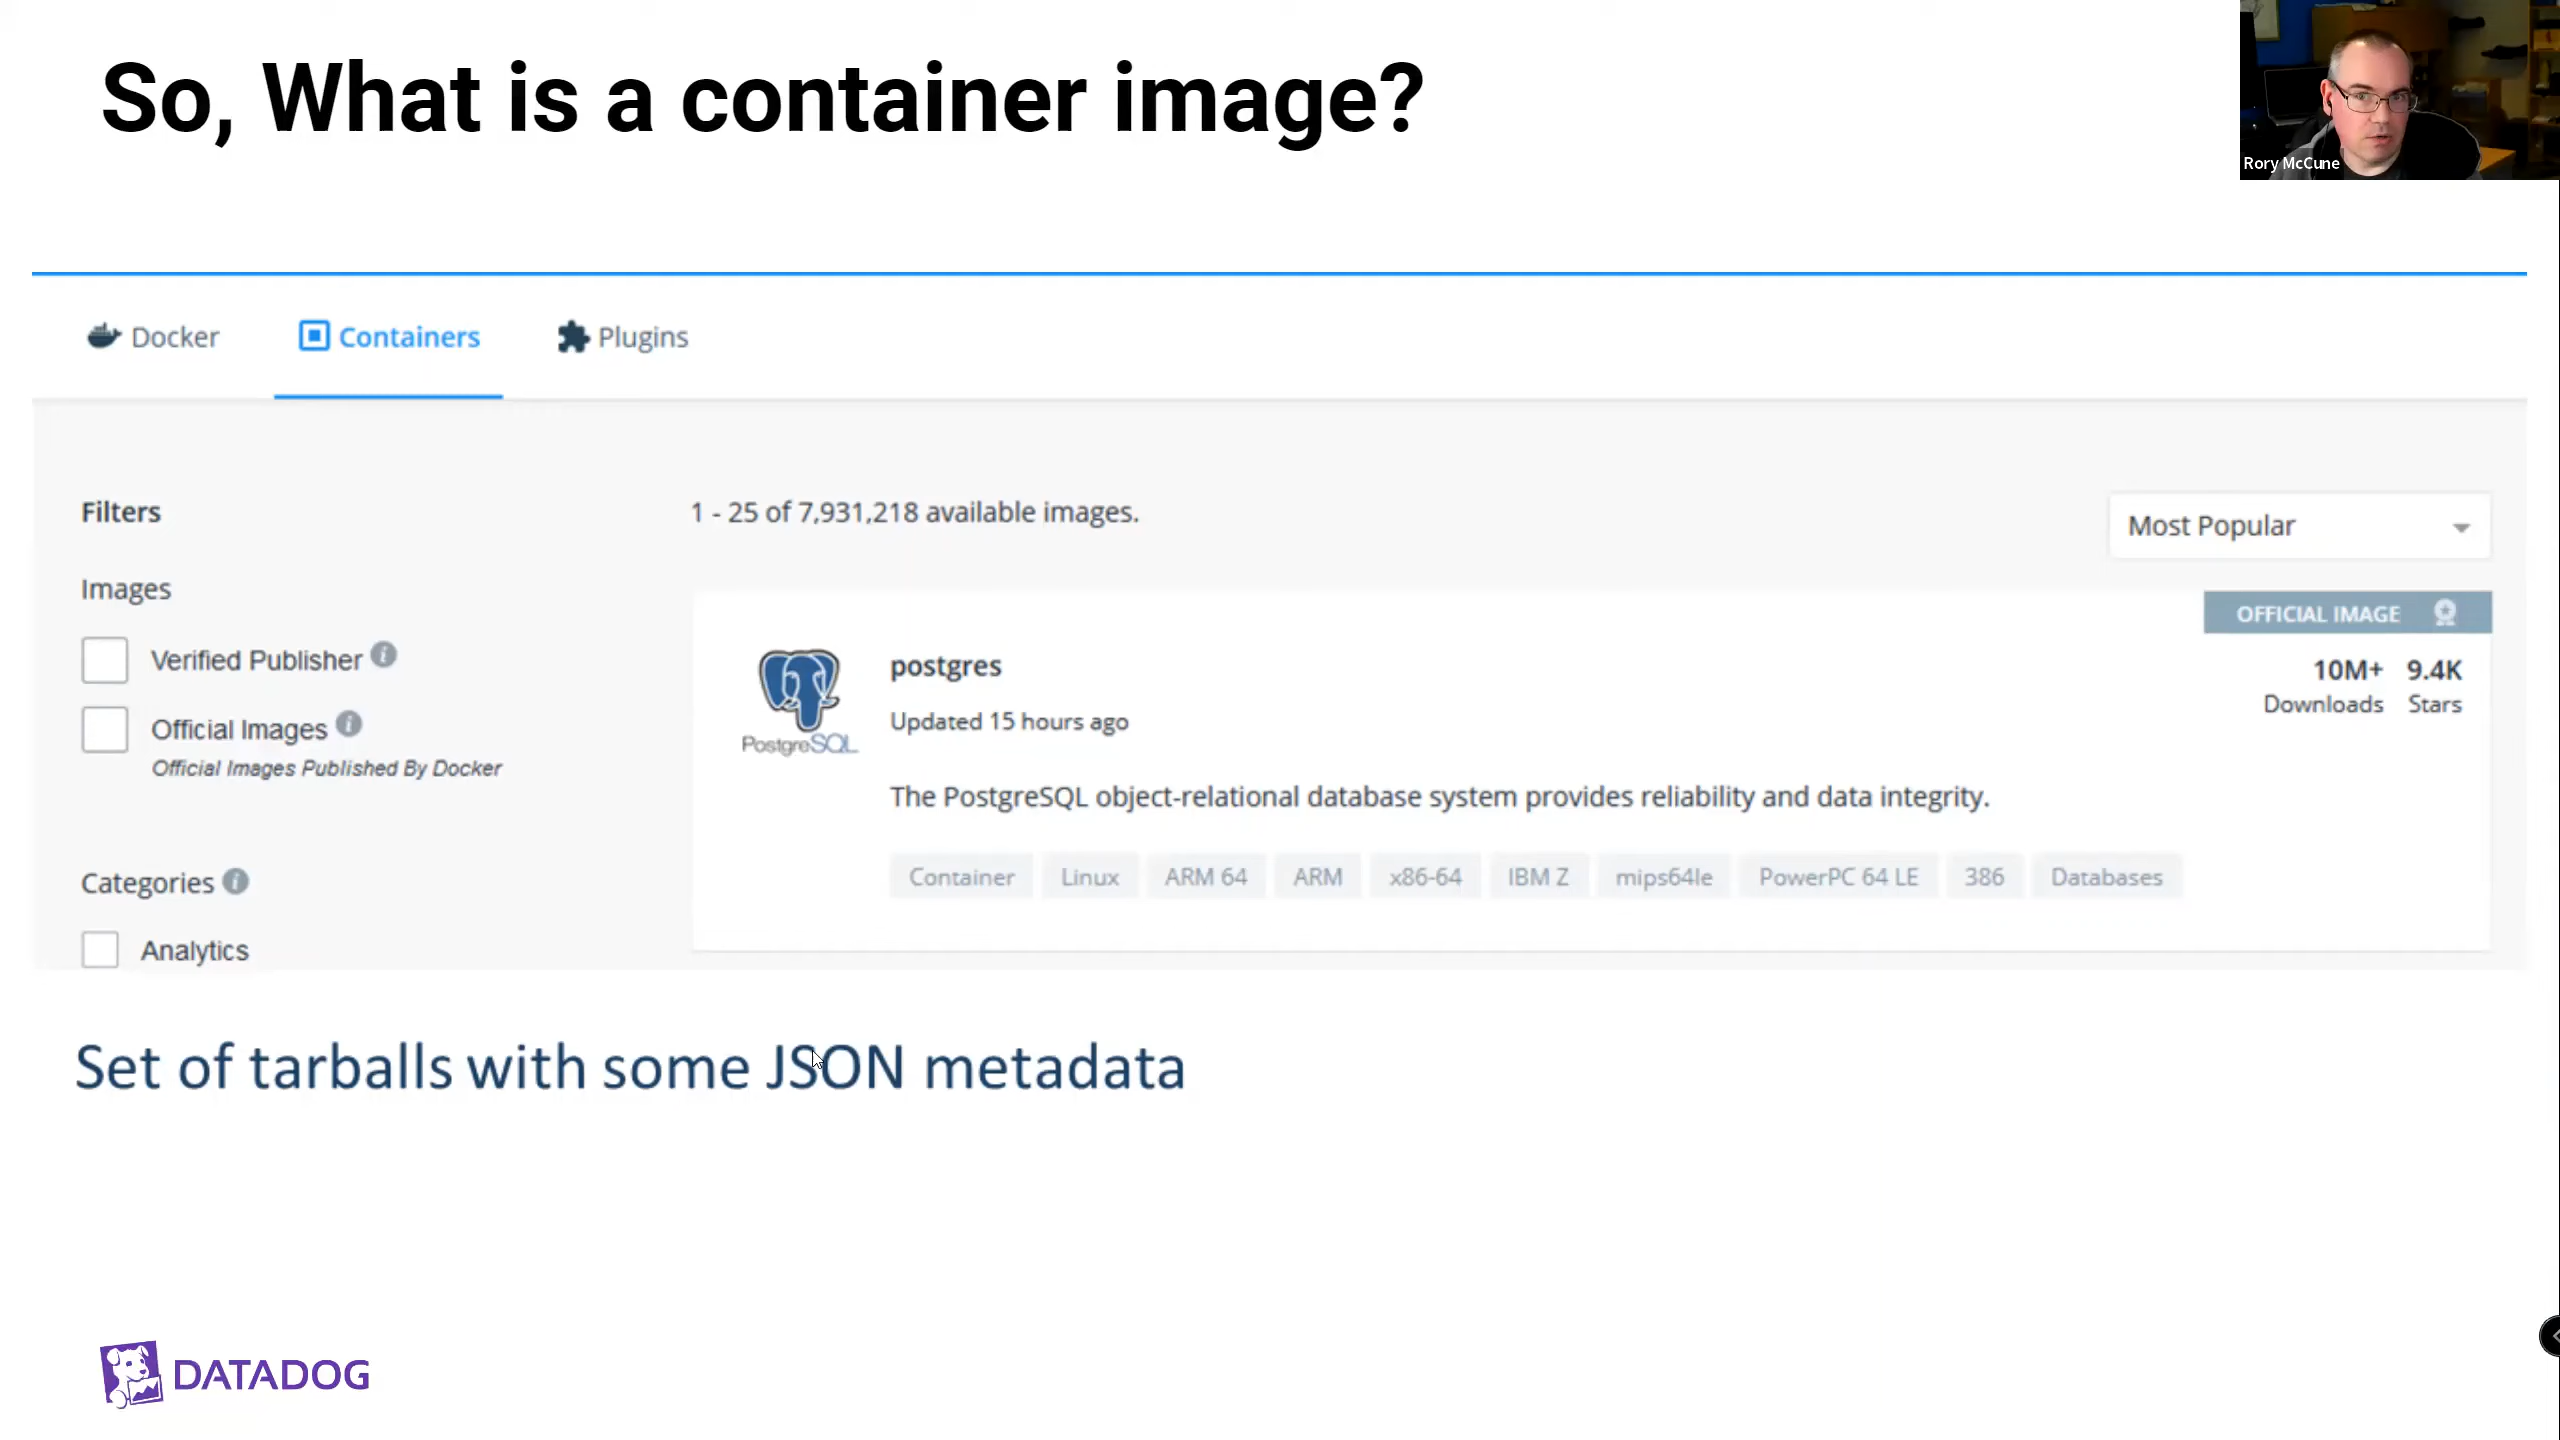 So, What is a container image?
Rory McCune
Docker
Containers
Plugins
Filters
1 - 25 of 7,931,218 available images.
Most Popular
Images
OFFICIAL IMAGE
Verified Publisher
Official Images
Official Images Published By Docker
PostgreSQL
postgres
Updated 15 hours ago
10M+ 9.4K
Downloads Stars
The PostgreSQL object-relational database system provides reliability and data integrity.
Container Linux ARM 64 ARM x86-64 IBM Z mips64le PowerPC 64 LE 386 Databases
Categories
Analytics
Set of tarballs with some JSON metadata
DATADOG